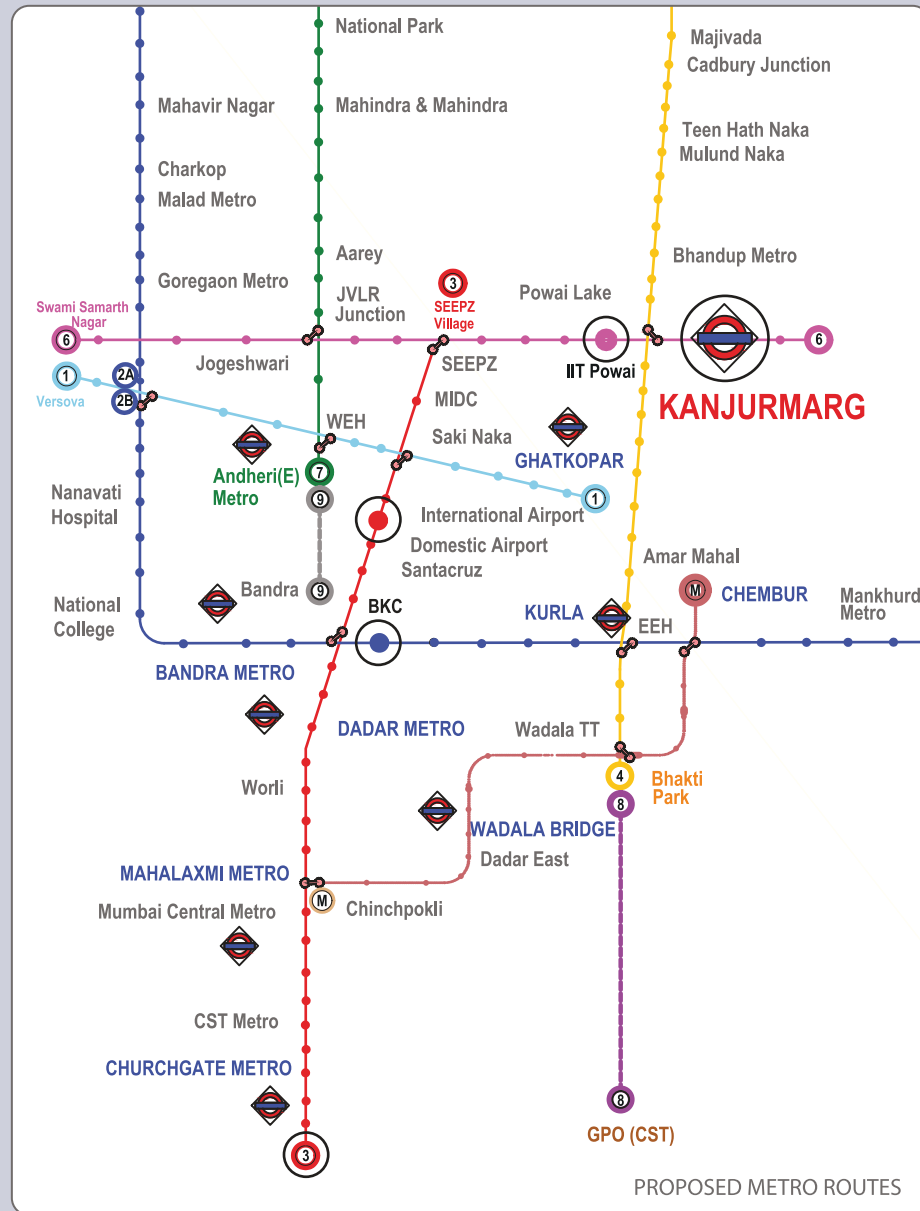 National Park
Majivada
Cadbury Junction
Mahavir Nagar
Mahindra & Mahindra
Teen Hath Naka
Mulund Naka
Charkop
Malad Metro
Aarey
Bhandup Metro
Goregaon Metro
3
SEEPZ
Village
Powai Lake
JVLR
Junction
Swami Samarth
Nagar
6
6
Jogeshwari
SEEPZ
IIT Powai
KANJURMARG
1
Versova
2A
2B
MIDC
WEH
Saki Naka
GHATKOPAR
Andheri(E)
Metro
7
9
1
Nanavati
Hospital
International Airport
Domestic Airport
Santacruz
Amar Mahal
Bandra
9
M
CHEMBUR
Mankhurd
Metro
National
College
BKC
KURLA
EEH
BANDRA METRO
DADAR METRO
Wadala TT
Worli
4
Bhakti
Park
8
WADALA BRIDGE
Dadar East
MAHALAXMI METRO
M
Chinchpokli
Mumbai Central Metro
CST Metro
CHURCHGATE METRO
8
GPO (CST)
3
PROPOSED METRO ROUTES